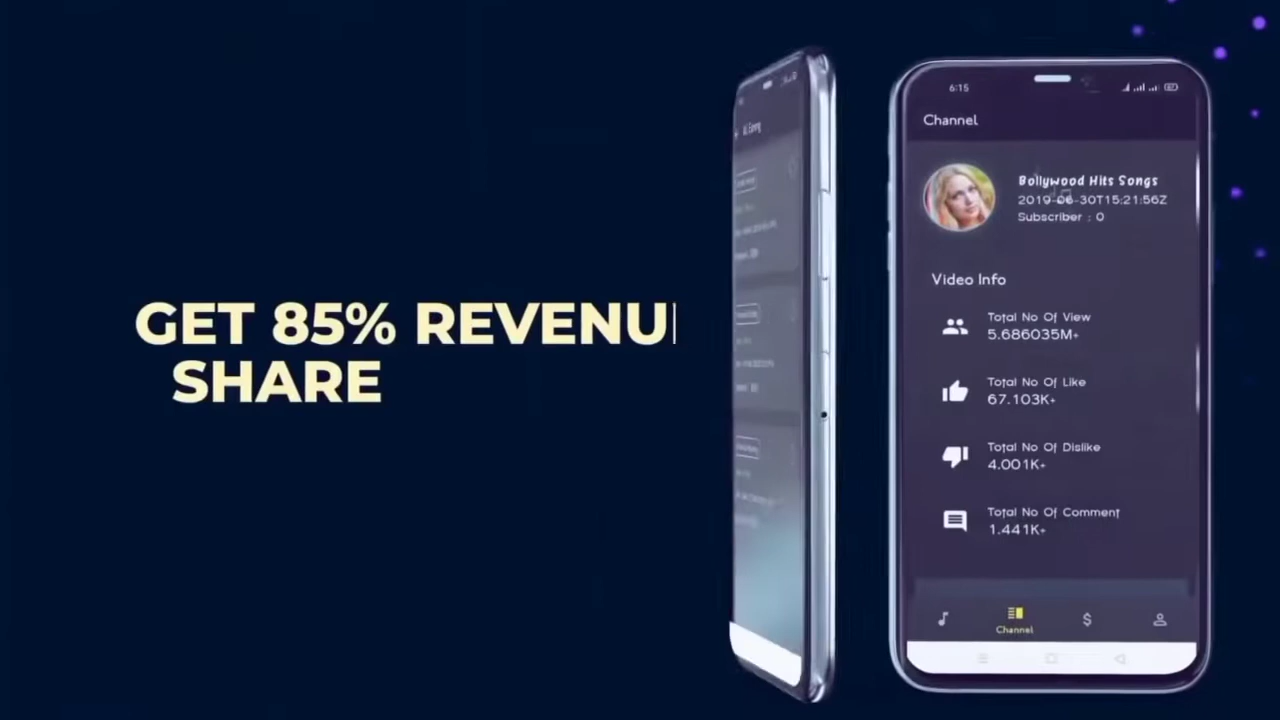 GET 85% REVENU
SHARE
6:15
Channel
Bollywood Hits Songs
2019-06-30T15:21:56Z
Subscriber : 0
Video Info
Total No Of View
5.686035M+
Total No Of Like
67.103K+
Total No Of Dislike
4.001K+
Total No Of Comment
1.441K+
Channel